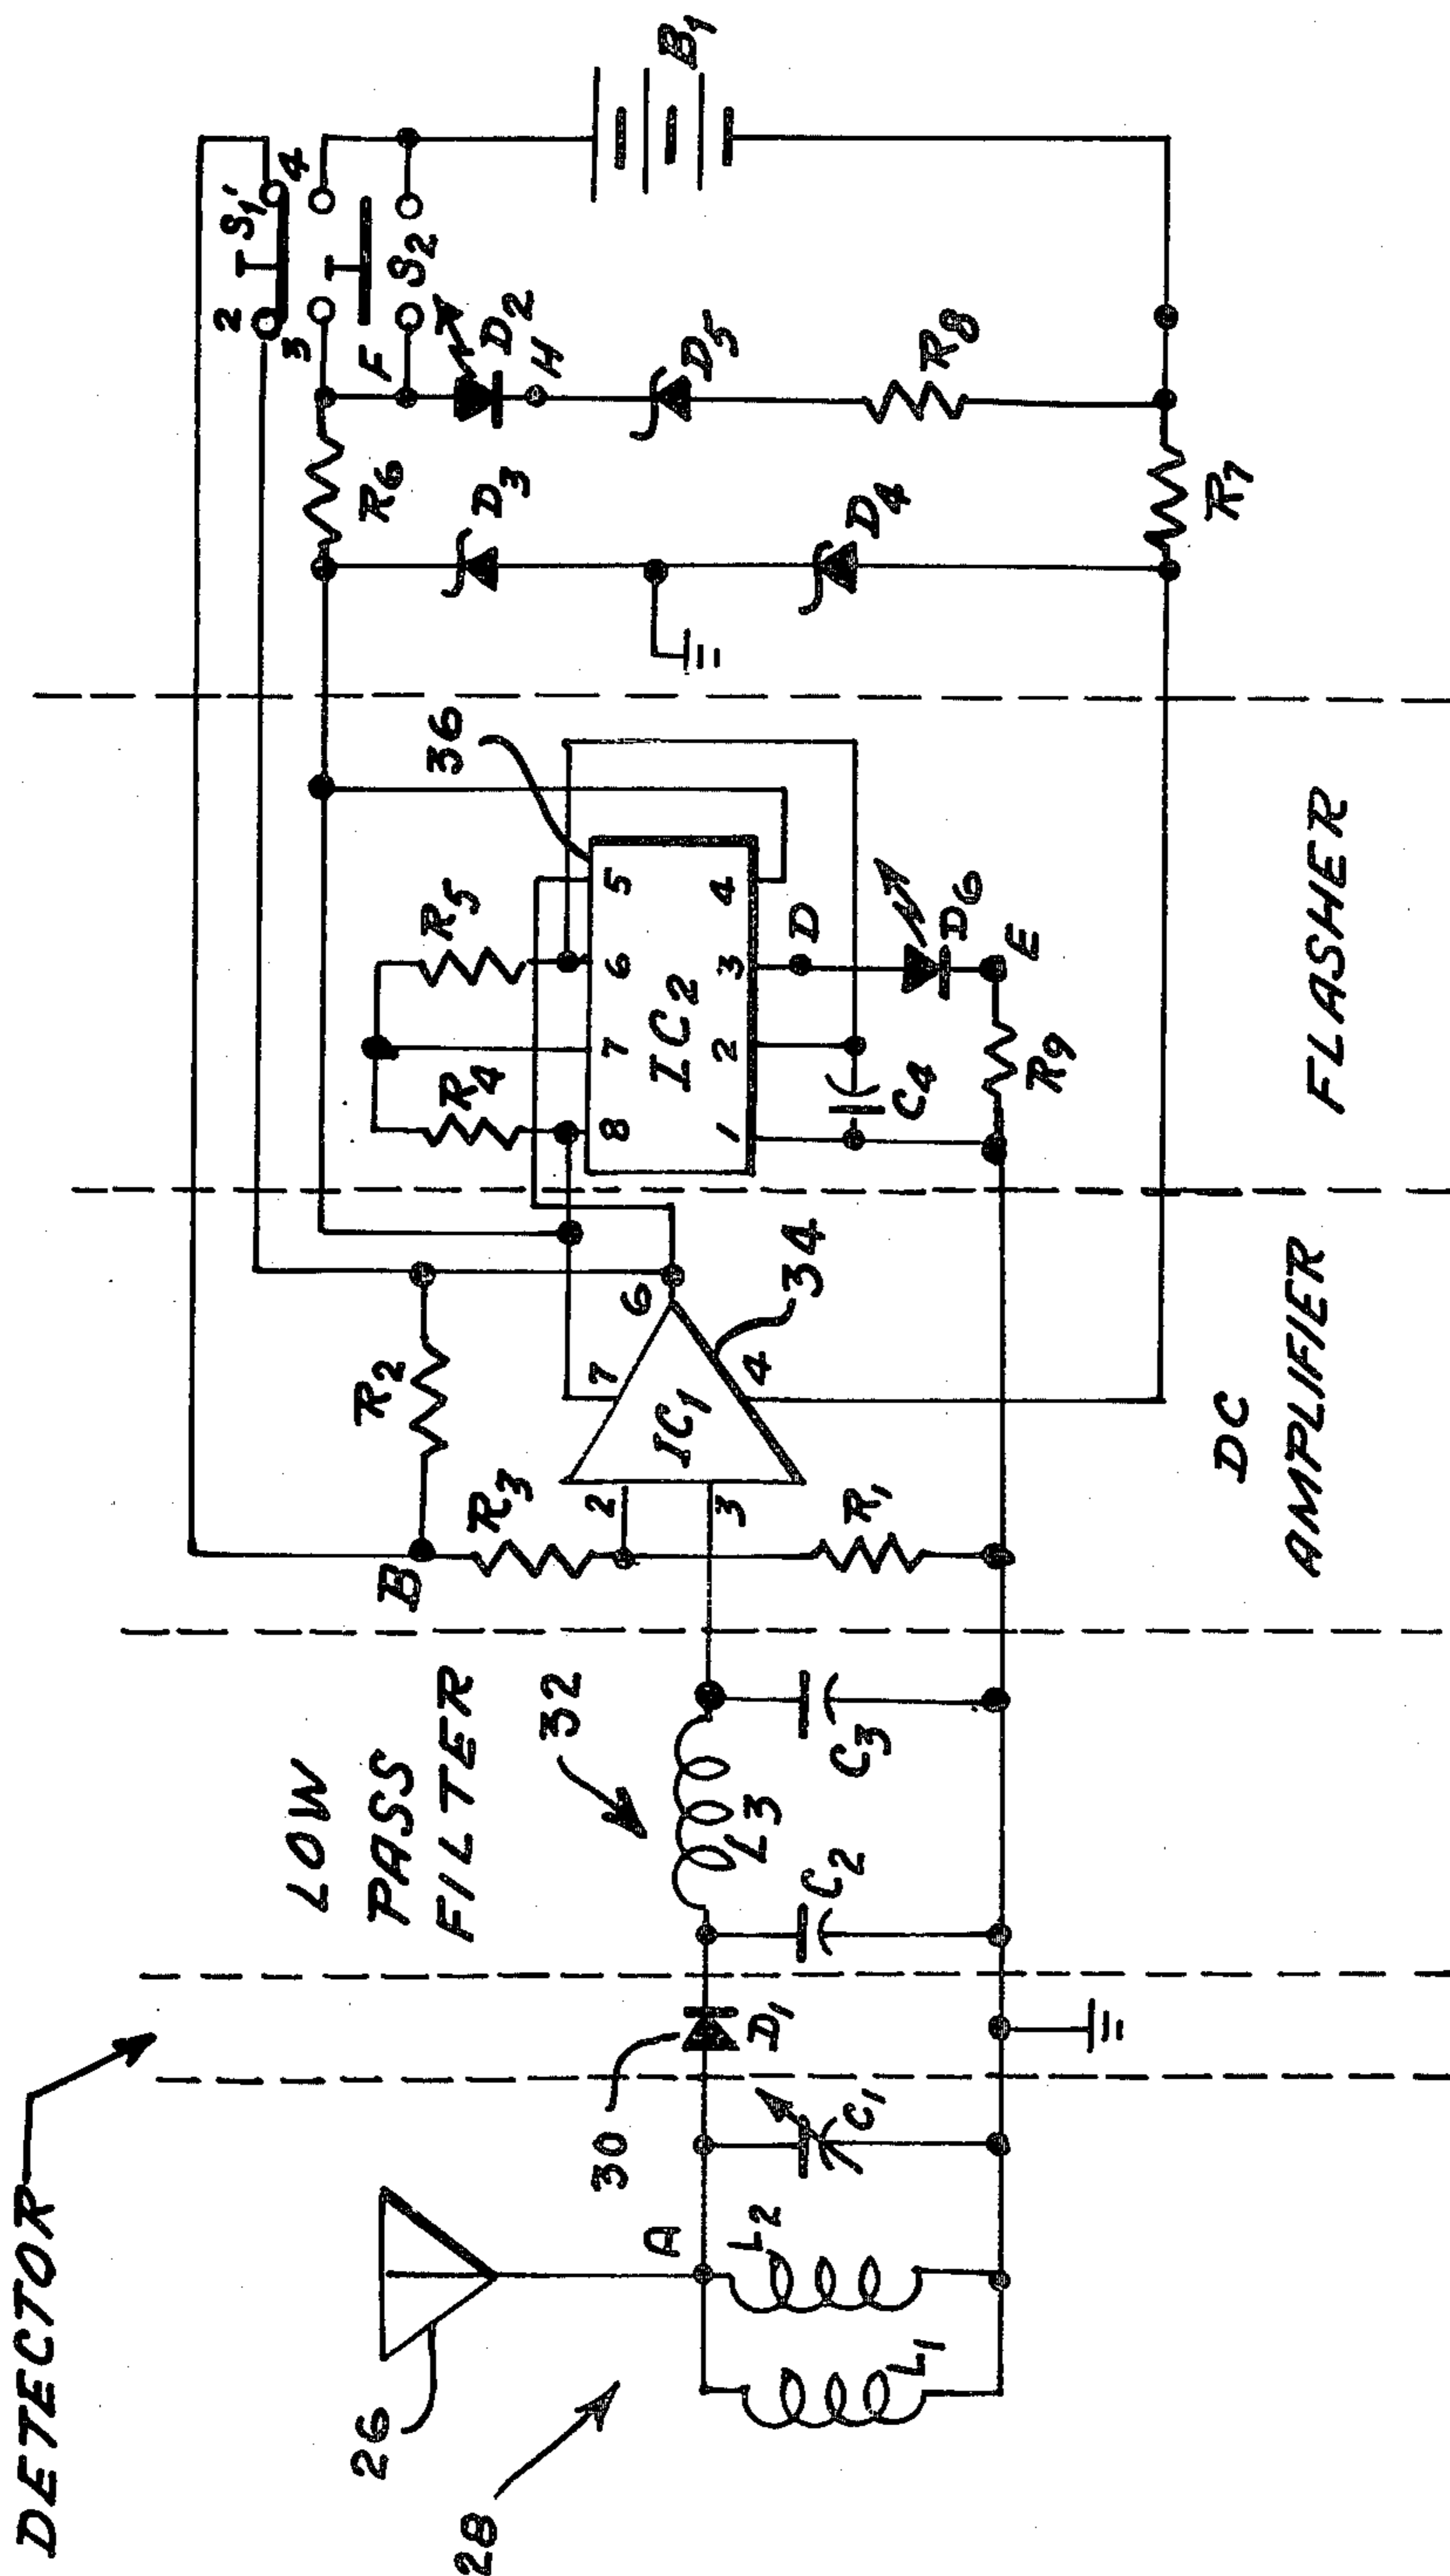 DETECTOR
26
28
A
L1
L2
C1
30
D1
LOW
PASS
FILTER
32
L3
C2
C3
B
R3
R2
R1
2
3
IC1
7
6
4
34
DC
AMPLIFIER
R4
R5
36
8
7
6
5
IC2
1
2
3
4
C4
D
D6
E
R9
FLASHER
R6
D3
D4
R7
2
S1'
4
3
F
S2
D2
H
D5
R8
B1